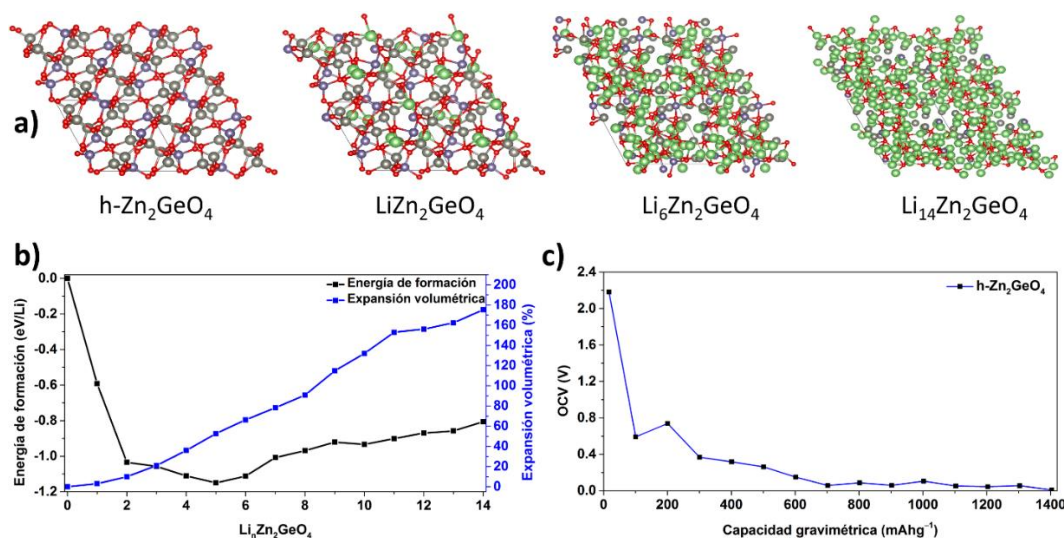 a)
h-Zn₂GeO₄ LiZn₂GeO₄ Li₆Zn₂GeO₄ Li₁₄Zn₂GeO₄
b)
Energía de formación (eV/Li)
0.0
-0.2
-0.4
-0.6
-0.8
-1.0
-1.2
Energía de formación
Expansión volumétrica
200
180
160
140
120
100
80
60
40
20
0
Expansión volumétrica (%)
0 2 4 6 8 10 12 14
LiₙZn₂GeO₄
c)
OCV (V)
2.4
2.0
1.6
1.2
0.8
0.4
0.0
h-Zn₂GeO₄
0 200 400 600 800 1000 1200 1400
Capacidad gravimétrica (mAhg⁻¹)